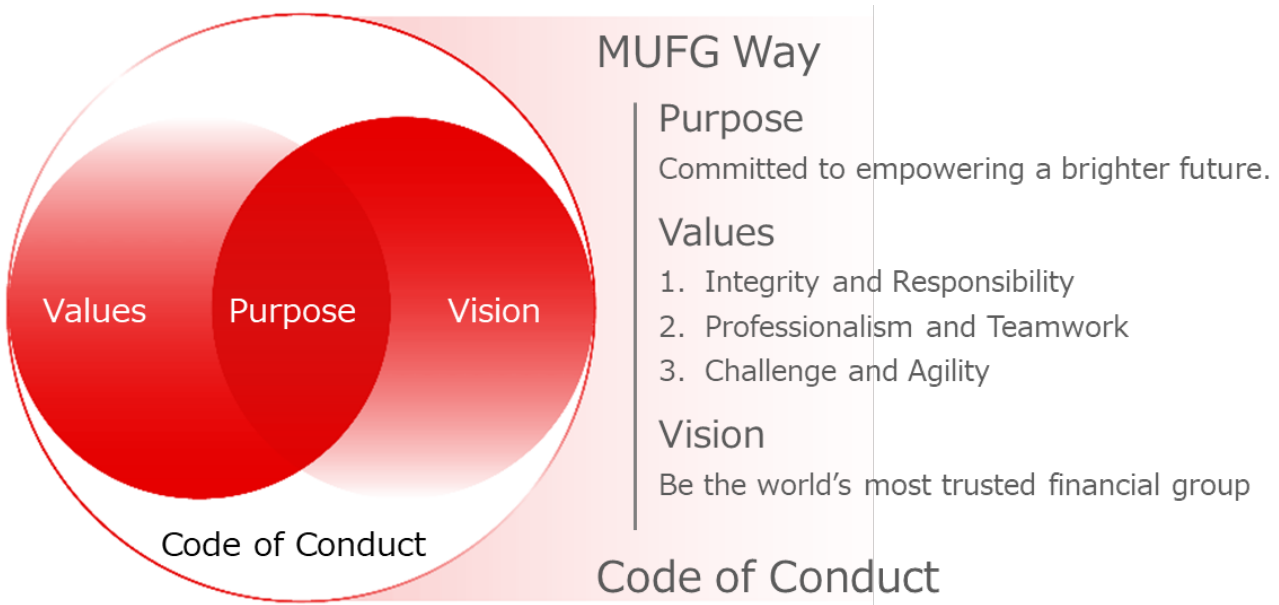 Values
Purpose
Vision
Code of Conduct
MUFG Way
Purpose
Committed to empowering a brighter future.
Values
1. Integrity and Responsibility
2. Professionalism and Teamwork
3. Challenge and Agility
Vision
Be the world's most trusted financial group
Code of Conduct